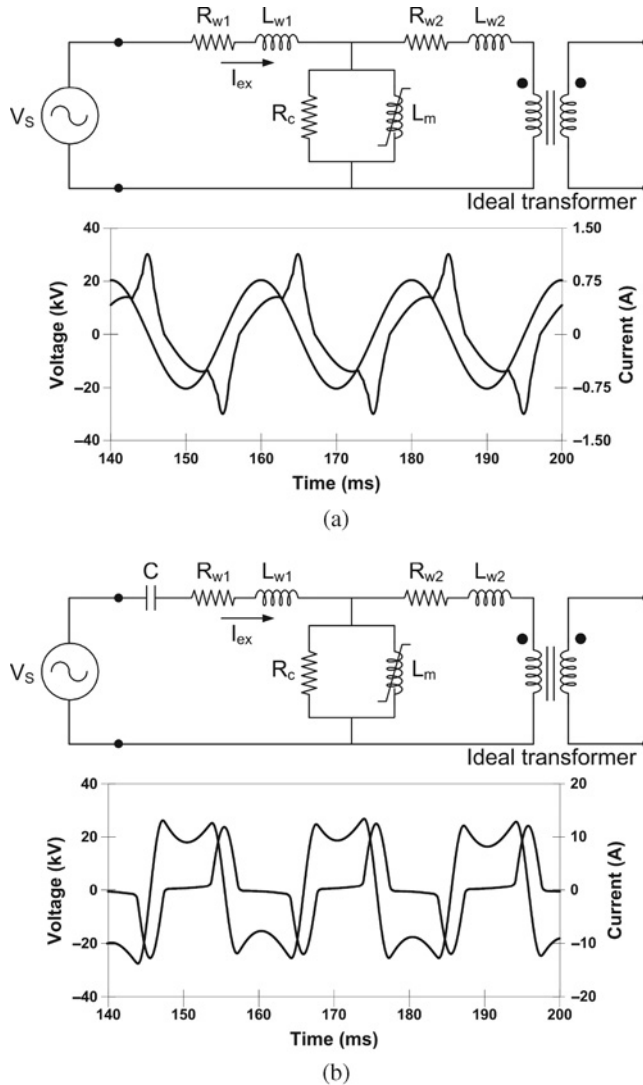 Rw1 Lw1 Rw2 Lw2
Iex
VS
Rc Lm
Ideal transformer
40 1.50
20 0.75
0 0
–20 –0.75
–40 –1.50
Voltage (kV)
Current (A)
140 150 160 170 180 190 200
Time (ms)
(a)
C Rw1 Lw1 Rw2 Lw2
Iex
VS
Rc Lm
Ideal transformer
40 20
20 10
0 0
–20 –10
–40 –20
Voltage (kV)
Current (A)
140 150 160 170 180 190 200
Time (ms)
(b)